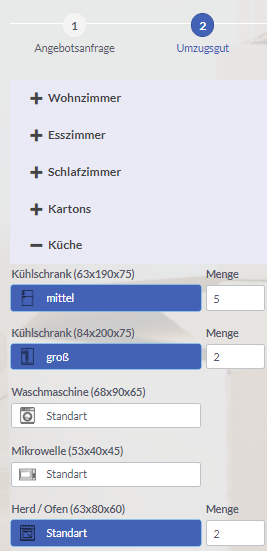 1
2
Angebotsanfrage
Umzugsgut
Wohnzimmer
Esszimmer
Schlafzimmer
Kartons
Küche
Kühlschrank (63x190x75)
Menge
mittel
5
Kühlschrank (84x200x75)
Menge
groß
2
Waschmaschine (68x90x65)
Standart
Mikrowelle (53x40x45)
Standart
Herd / Ofen (63x80x60)
Menge
Standart
2